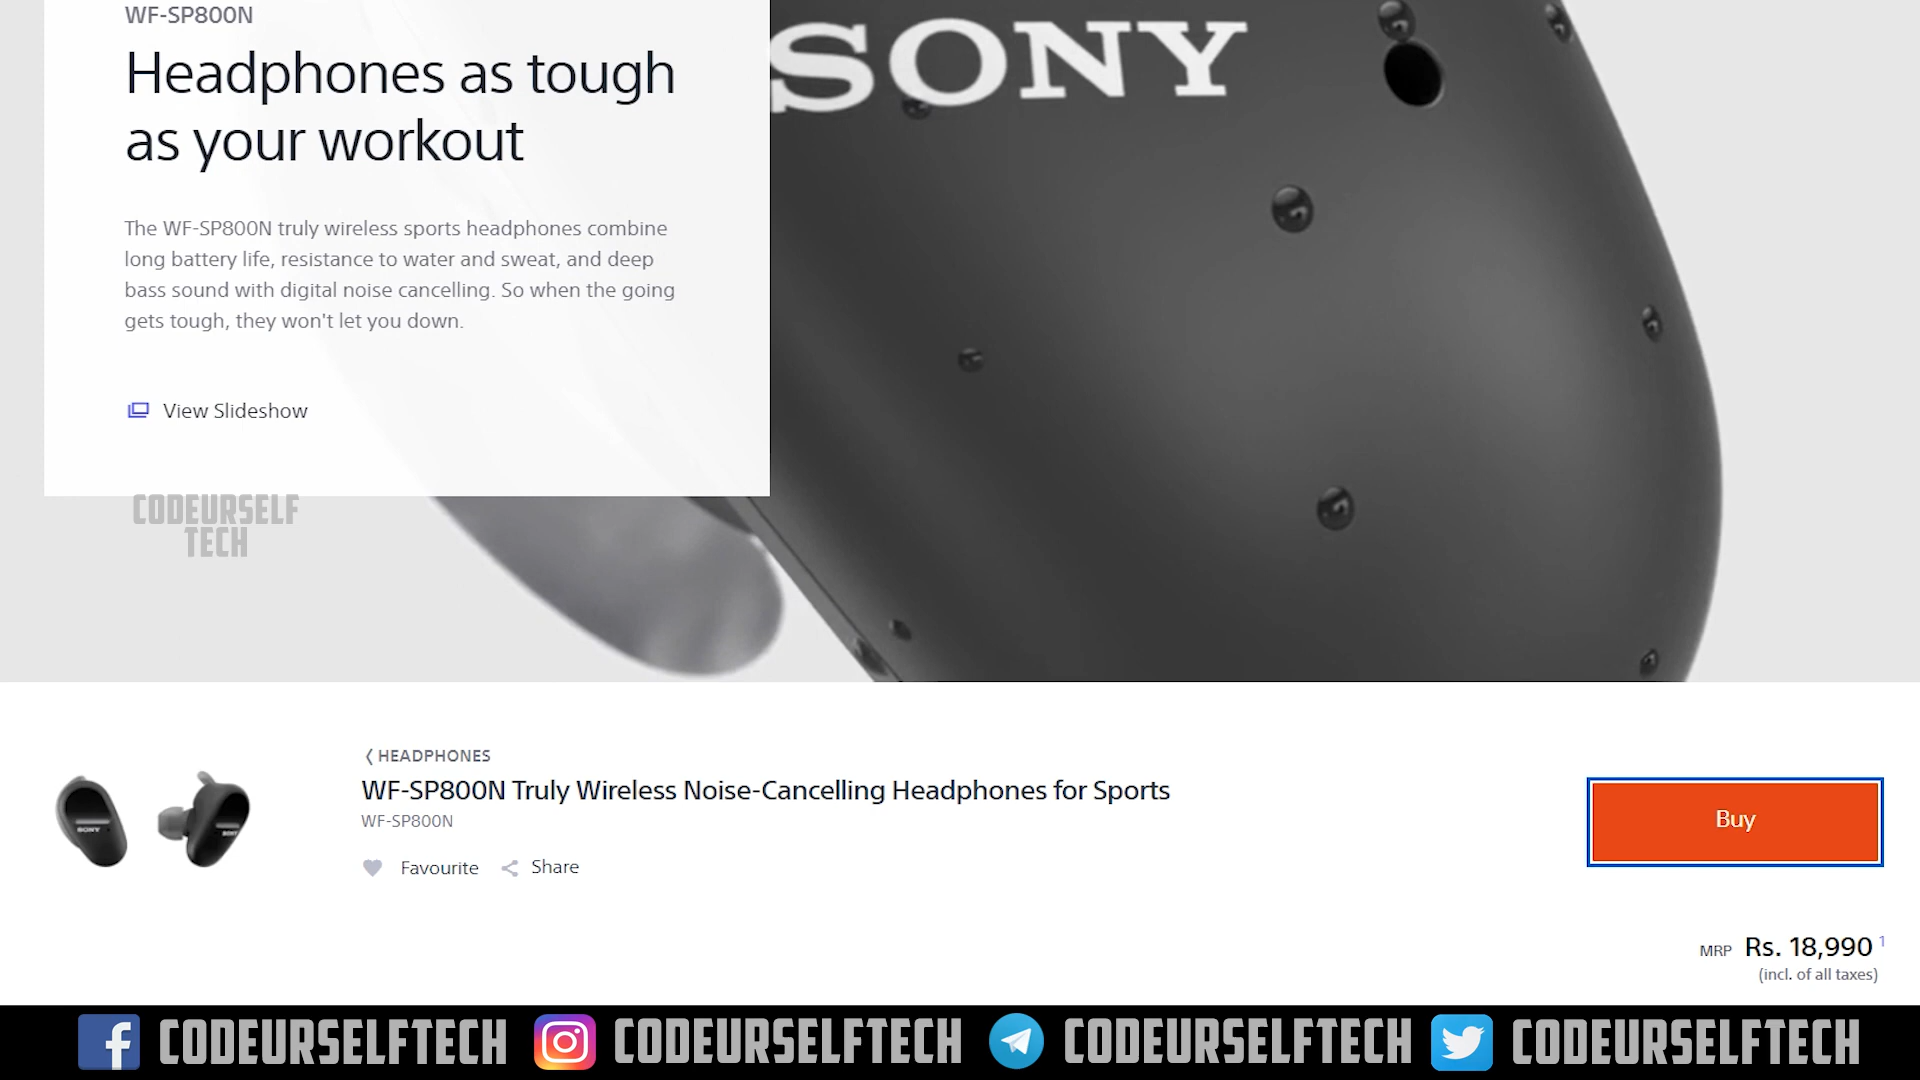 WF-SP800N
Headphones as tough
as your workout
The WF-SP800N truly wireless sports headphones combine
long battery life, resistance to water and sweat, and deep
bass sound with digital noise cancelling. So when the going
gets tough, they won't let you down.
View Slideshow
SONY
CODEURSELF
TECH
HEADPHONES
WF-SP800N Truly Wireless Noise-Cancelling Headphones for Sports
WF-SP800N
Favourite Share
SONY SONY
Buy
MRP Rs. 18,990 1
(incl. of all taxes)
CODEURSELFTECH CODEURSELFTECH CODEURSELFTECH CODEURSELFTECH